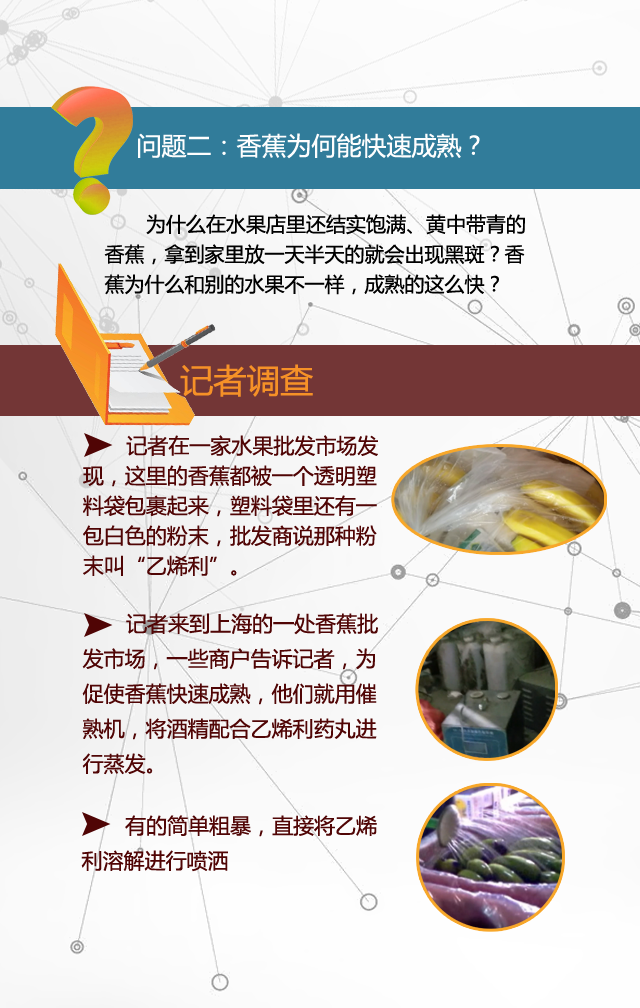 问题二：香蕉为何能快速成熟？
为什么在水果店里还结实饱满、黄中带青的
香蕉，拿到家里放一天半天的就会出现黑斑？香
蕉为什么和别的水果不一样，成熟的这么快？
记者调查
记者在一家水果批发市场发
现，这里的香蕉都被一个透明塑
料袋包裹起来，塑料袋里还有一
包白色的粉末，批发商说那种粉
末叫“乙烯利”。
记者来到上海的一处香蕉批
发市场，一些商户告诉记者，为
促使香蕉快速成熟，他们就用催
熟机，将酒精配合乙烯利药丸进
行蒸发。
有的简单粗暴，直接将乙烯
利溶解进行喷洒